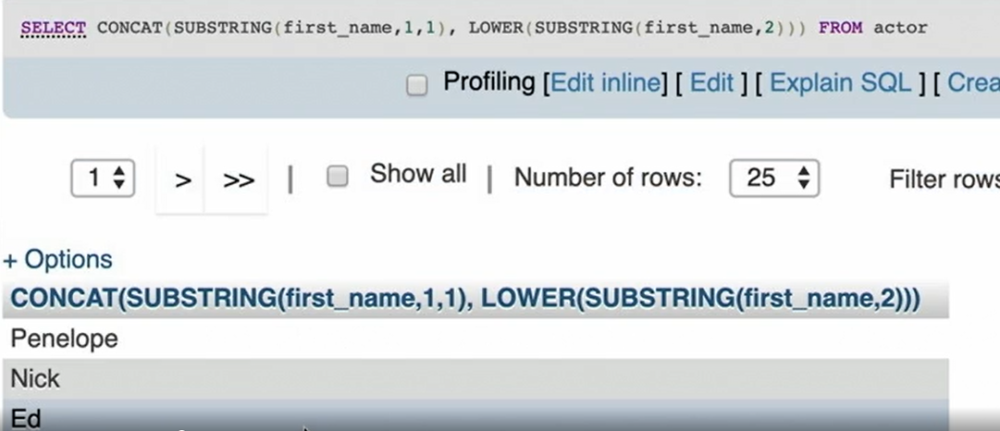 SELECT CONCAT(SUBSTRING(first_name,1,1), LOWER(SUBSTRING(first_name,2))) FROM actor
Profiling [Edit inline] [ Edit ] [ Explain SQL ] [ Crea
1 > >> | Show all | Number of rows: 25 Filter rows
+ Options
CONCAT(SUBSTRING(first_name,1,1), LOWER(SUBSTRING(first_name,2)))
Penelope
Nick
Ed